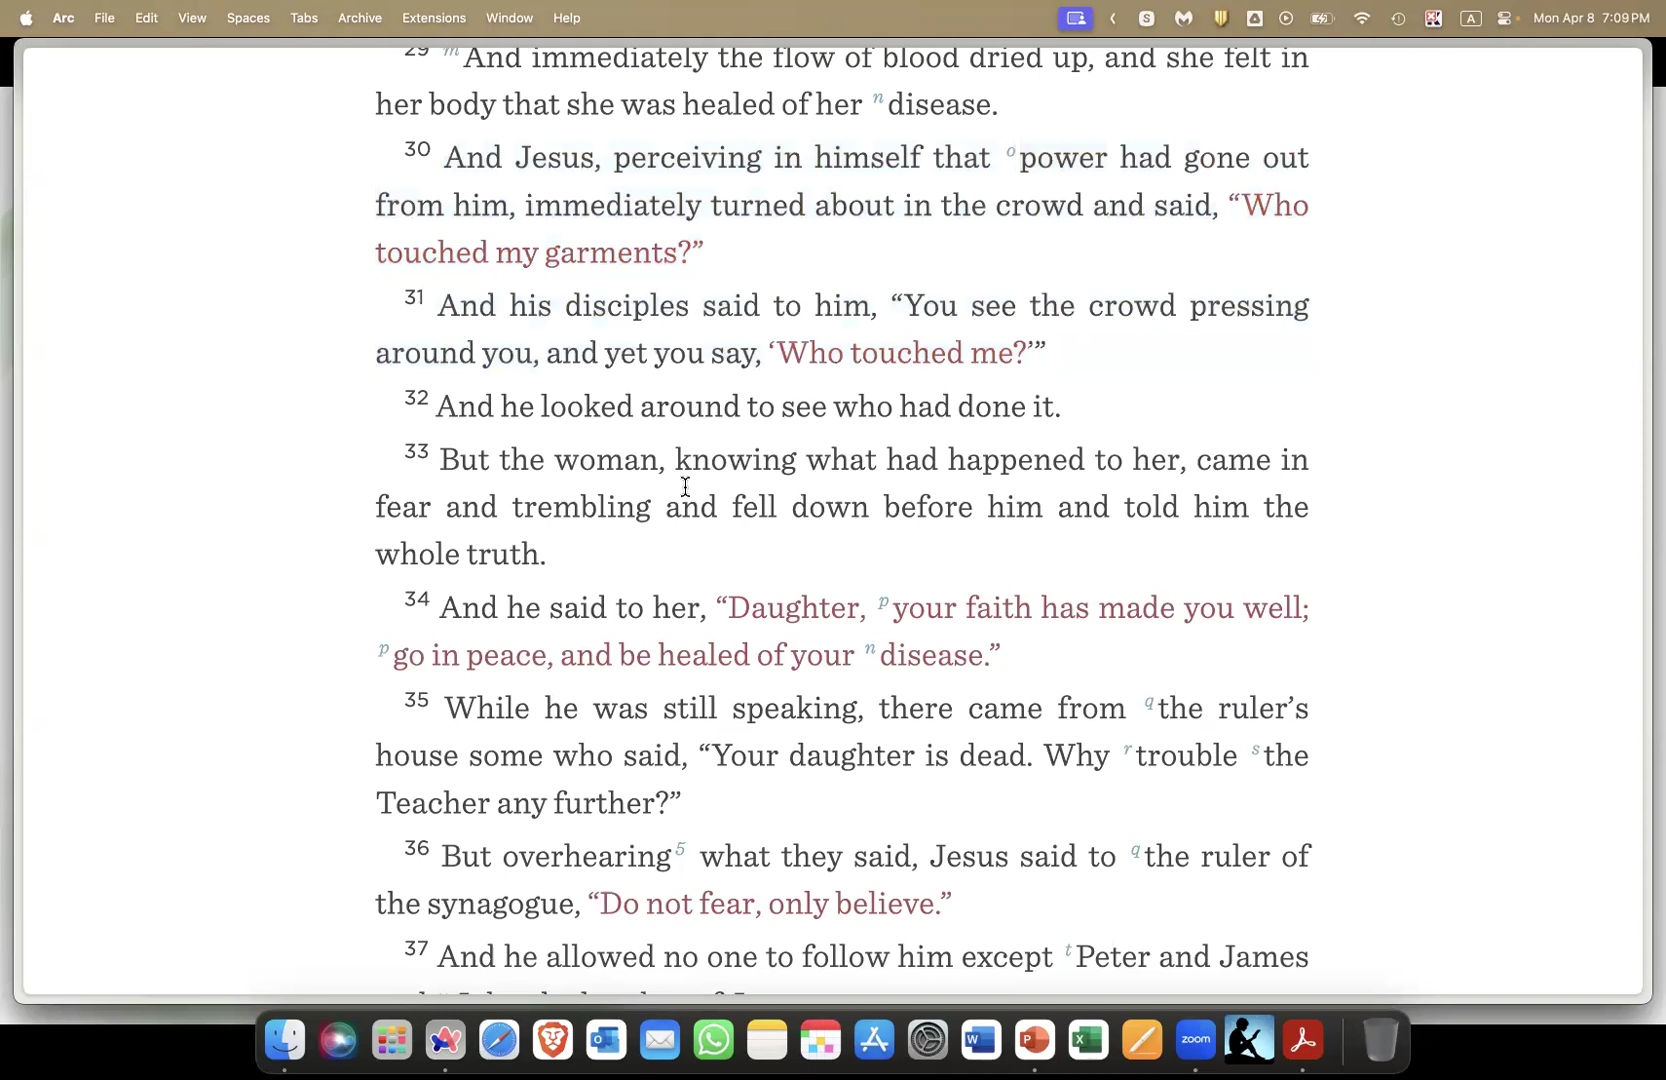 Arc File Edit View Spaces Tabs Archive Extensions Window Help S A Mon Apr 8 7:09 PM
29 m And immediately the flow of blood dried up, and she felt in
her body that she was healed of her n disease.
30 And Jesus, perceiving in himself that o power had gone out
from him, immediately turned about in the crowd and said, “Who
touched my garments?”
31 And his disciples said to him, “You see the crowd pressing
around you, and yet you say, ‘Who touched me?’”
32 And he looked around to see who had done it.
33 But the woman, knowing what had happened to her, came in
fear and trembling and fell down before him and told him the
whole truth.
34 And he said to her, “Daughter, p your faith has made you well;
p go in peace, and be healed of your n disease.”
35 While he was still speaking, there came from q the ruler’s
house some who said, “Your daughter is dead. Why r trouble s the
Teacher any further?”
36 But overhearing 5 what they said, Jesus said to q the ruler of
the synagogue, “Do not fear, only believe.”
37 And he allowed no one to follow him except t Peter and James
zoom